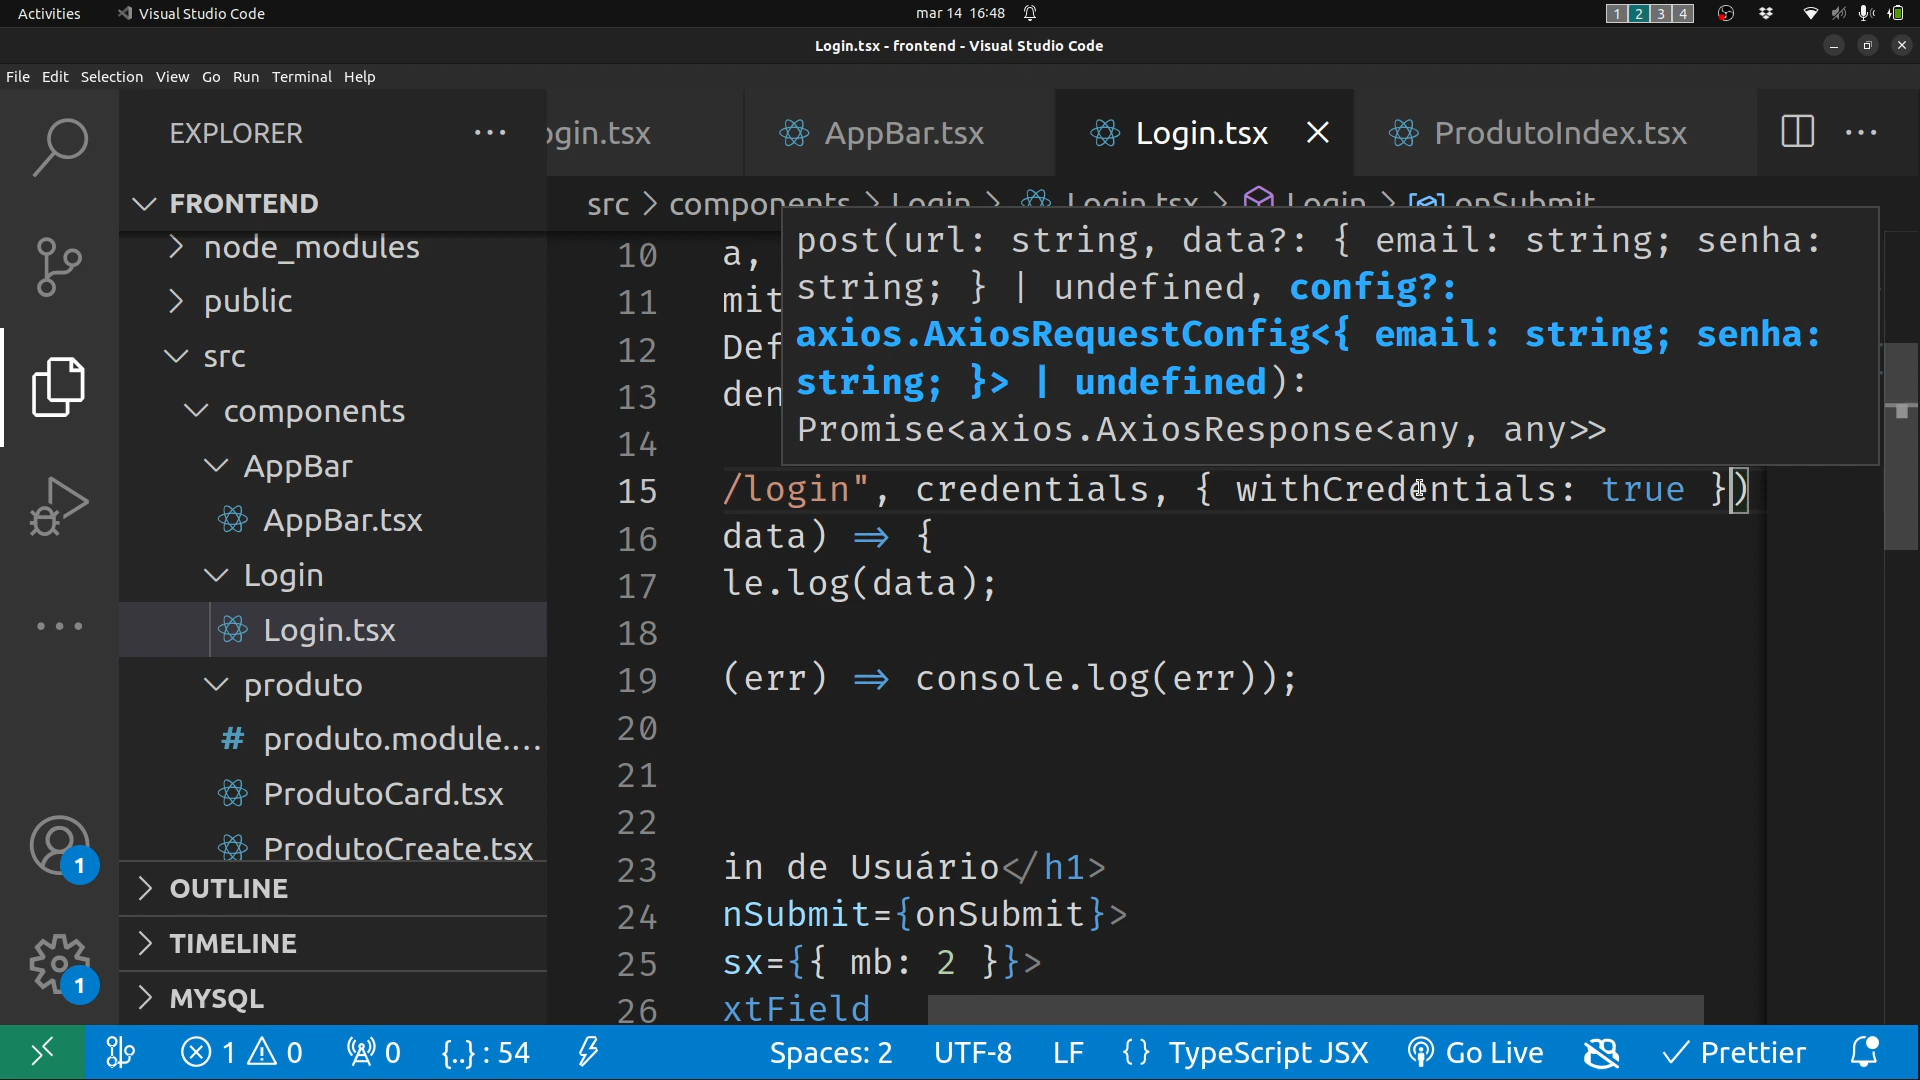 Activities
Visual Studio Code
mar 14 16:48
1 2 3 4
Login.tsx - frontend - Visual Studio Code
File Edit Selection View Go Run Terminal Help
EXPLORER
gin.tsx
AppBar.tsx
Login.tsx
ProdutoIndex.tsx
FRONTEND
node_modules
public
src
components
AppBar
AppBar.tsx
Login
Login.tsx
produto
# produto.module....
ProdutoCard.tsx
ProdutoCreate.tsx
OUTLINE
TIMELINE
MYSQL
1
1
src > components > Login > Login.tsx > Login > onSubmit
post(url: string, data?: { email: string; senha:
string; } | undefined, config?:
axios.AxiosRequestConfig<{ email: string; senha:
string; }> | undefined):
Promise<axios.AxiosResponse<any, any>>
10 a,
11 mit
12 Def
13 den
14
15 /login", credentials, { withCredentials: true })
16 data) => {
17 le.log(data);
18
19 (err) => console.log(err));
20
21
22
23 in de Usuário</h1>
24 nSubmit={onSubmit}>
25 sx={{ mb: 2 }}>
26 xtField
1 0
0
{..} : 54
Spaces: 2
UTF-8
LF
{} TypeScript JSX
Go Live
Prettier